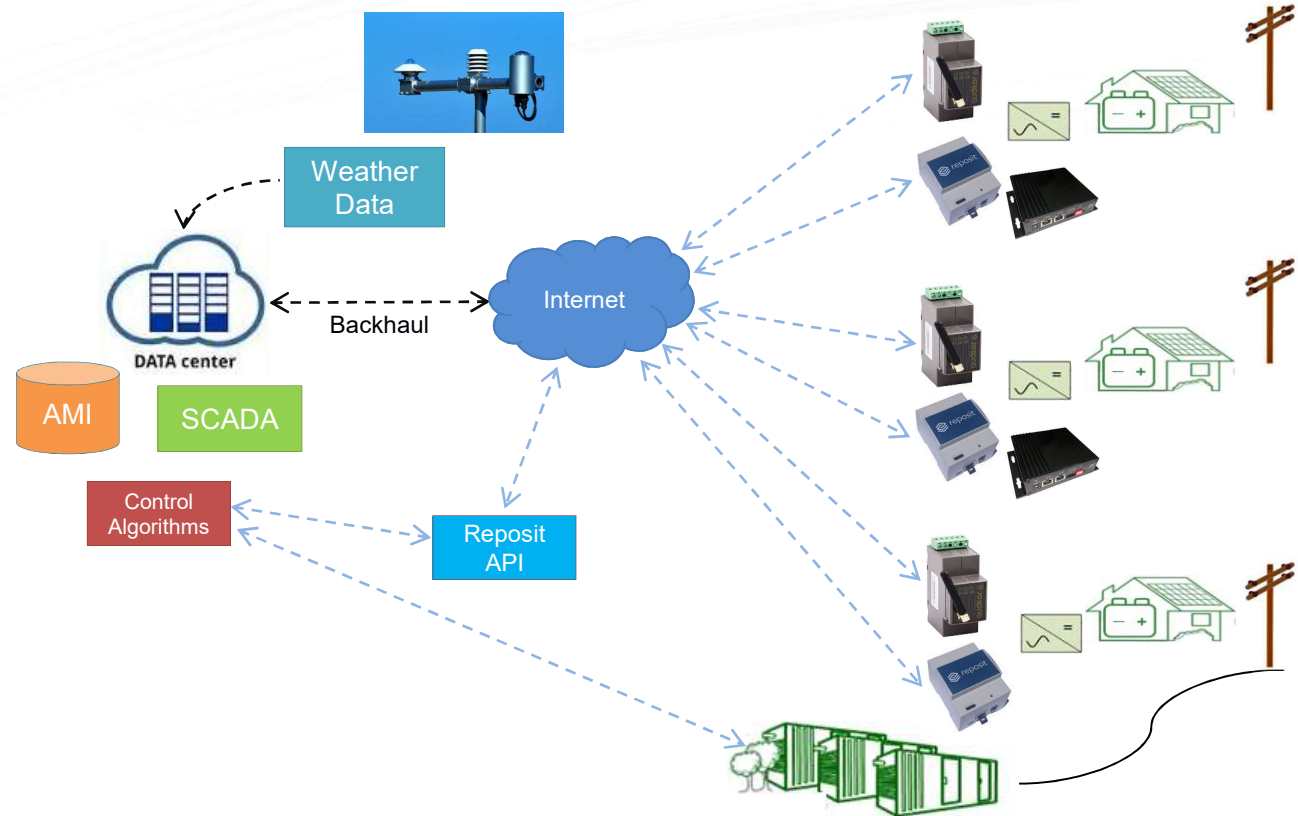 Weather
Data
Internet
Backhaul
DATA center
AMI
SCADA
Control
Algorithms
Reposit
API
reposit
reposit
reposit